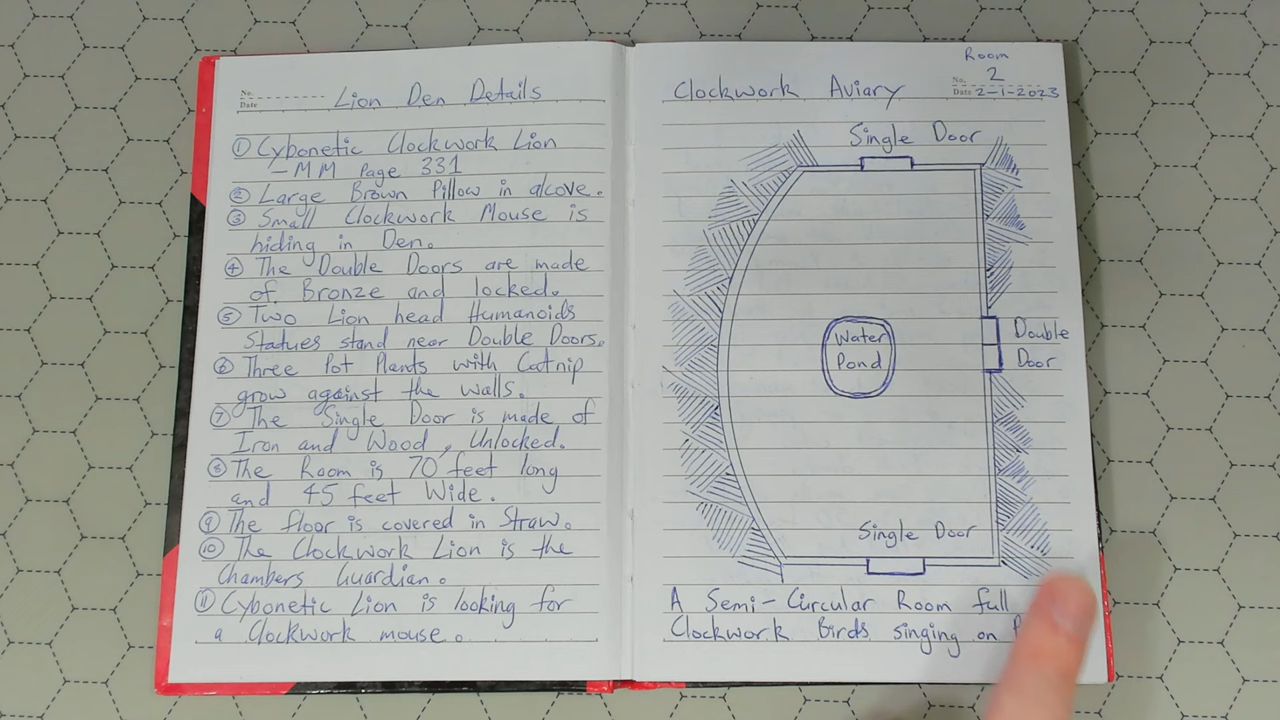 No.
Date
Lion Den Details
① Cybonetic Clockwork Lion
- MM Page 331
② Large Brown Pillow in alcove.
③ Small Clockwork Mouse is
hiding in Den.
④ The Double Doors are made
of Bronze and locked.
⑤ Two Lion head Humanoids
Statues stand near Double Doors.
⑥ Three Pot Plants with Catnip
grow against the walls.
⑦ The Single Door is made of
Iron and Wood, Unlocked.
⑧ The Room is 70 feet long
and 45 feet Wide.
⑨ The floor is covered in Straw.
⑩ The Clockwork Lion is the
Chambers Guardian.
⑪ Cybonetic Lion is looking for
a Clockwork mouse.
Room
No. 2
Date 2-1-2023
Clockwork Aviary
Single Door
Water
Pond
Double
Door
Single Door
A Semi-Circular Room full
Clockwork Birds singing on